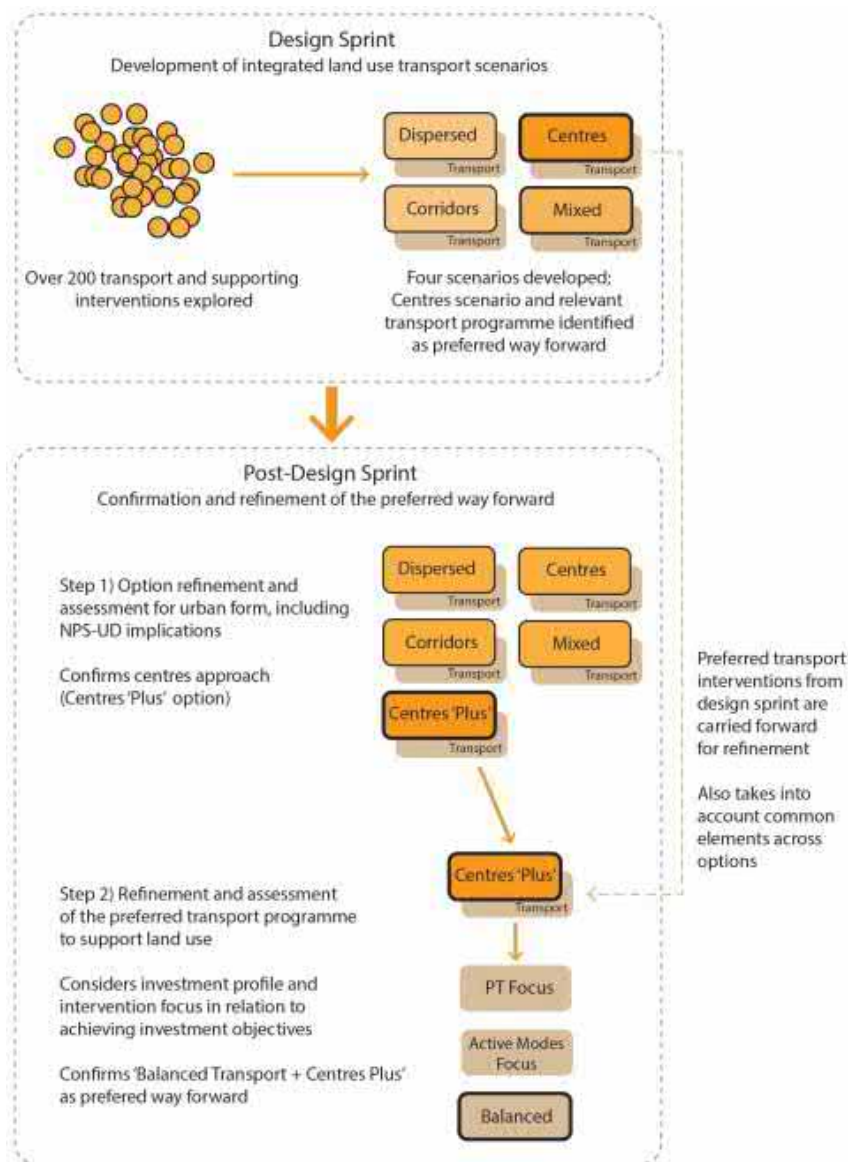 Design Sprint
Development of integrated land use transport scenarios
Dispersed
Transport
Centres
Transport
Corridors
Transport
Mixed
Transport
Over 200 transport and supporting
interventions explored
Four scenarios developed;
Centres scenario and relevant
transport programme identified
as preferred way forward
Post-Design Sprint
Confirmation and refinement of the preferred way forward
Step 1) Option refinement and
assessment for urban form, including
NPS-UD implications
Confirms centres approach
(Centres 'Plus' option)
Dispersed
Transport
Centres
Transport
Corridors
Transport
Mixed
Transport
Centres 'Plus'
Transport
Preferred transport
interventions from
design sprint are
carried forward
for refinement
Also takes into
account common
elements across
options
Step 2) Refinement and assessment
of the preferred transport programme
to support land use
Considers investment profile and
intervention focus in relation to
achieving investment objectives
Confirms 'Balanced Transport + Centres Plus'
as prefered way forward
Centres 'Plus'
Transport
PT Focus
Active Modes
Focus
Balanced